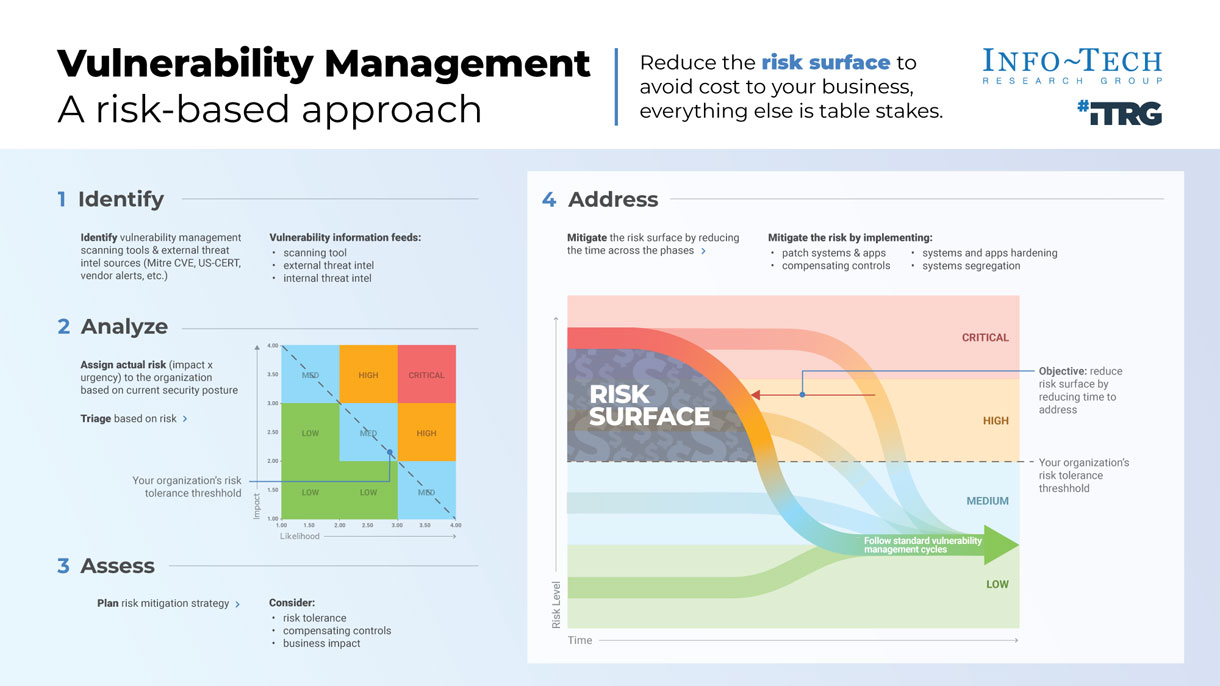 Vulnerability Management
A risk-based approach
Reduce the risk surface to
avoid cost to your business,
everything else is table stakes.
INFO~TECH
RESEARCH GROUP
#iTRG
1 Identify
Identify vulnerability management
scanning tools & external threat
intel sources (Mitre CVE, US-CERT,
vendor alerts, etc.)
Vulnerability information feeds:
• scanning tool
• external threat intel
• internal threat intel
2 Analyze
Assign actual risk (impact x
urgency) to the organization
based on current security posture
Triage based on risk >
Your organization's risk
tolerance threshhold
Impact
4.00
3.50
3.00
2.50
2.00
1.50
1.00
MED
HIGH
CRITICAL
LOW
MED
HIGH
LOW
LOW
MED
1.00 1.50 2.00 2.50 3.00 3.50 4.00
Likelihood
3 Assess
Plan risk mitigation strategy >
Consider:
• risk tolerance
• compensating controls
• business impact
4 Address
Mitigate the risk surface by reducing
the time across the phases >
Mitigate the risk by implementing:
• patch systems & apps
• compensating controls
• systems and apps hardening
• systems segregation
Risk Level
RISK
SURFACE
CRITICAL
HIGH
MEDIUM
LOW
Follow standard vulnerability
management cycles
Objective: reduce
risk surface by
reducing time to
address
Your organization's
risk tolerance
threshhold
Time